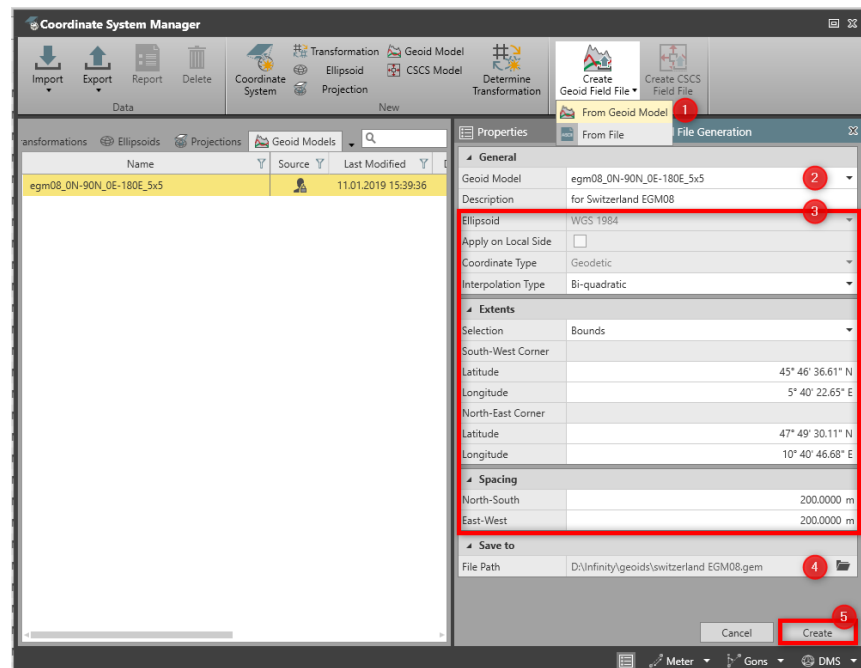 Coordinate System Manager
Import
Export
Report
Delete
Data
Coordinate System
Transformation
Geoid Model
Ellipsoid
CSCS Model
Projection
Determine Transformation
New
Create Geoid Field File
Create CSCS Field File
From Geoid Model
1
From File
ansformations
Ellipsoids
Projections
Geoid Models
Name
Source
Last Modified
egm08_0N-90N_0E-180E_5x5
11.01.2019 15:39:36
Properties
File Generation
General
Geoid Model
egm08_0N-90N_0E-180E_5x5
2
Description
for Switzerland EGM08
3
Ellipsoid
WGS 1984
Apply on Local Side
Coordinate Type
Geodetic
Interpolation Type
Bi-quadratic
Extents
Selection
Bounds
South-West Corner
Latitude
45° 46' 36.61" N
Longitude
5° 40' 22.65" E
North-East Corner
Latitude
47° 49' 30.11" N
Longitude
10° 40' 46.68" E
Spacing
North-South
200.0000 m
East-West
200.0000 m
Save to
File Path
D:\Infinity\geoids\switzerland EGM08.gem
4
5
Cancel
Create
Meter
Gons
DMS